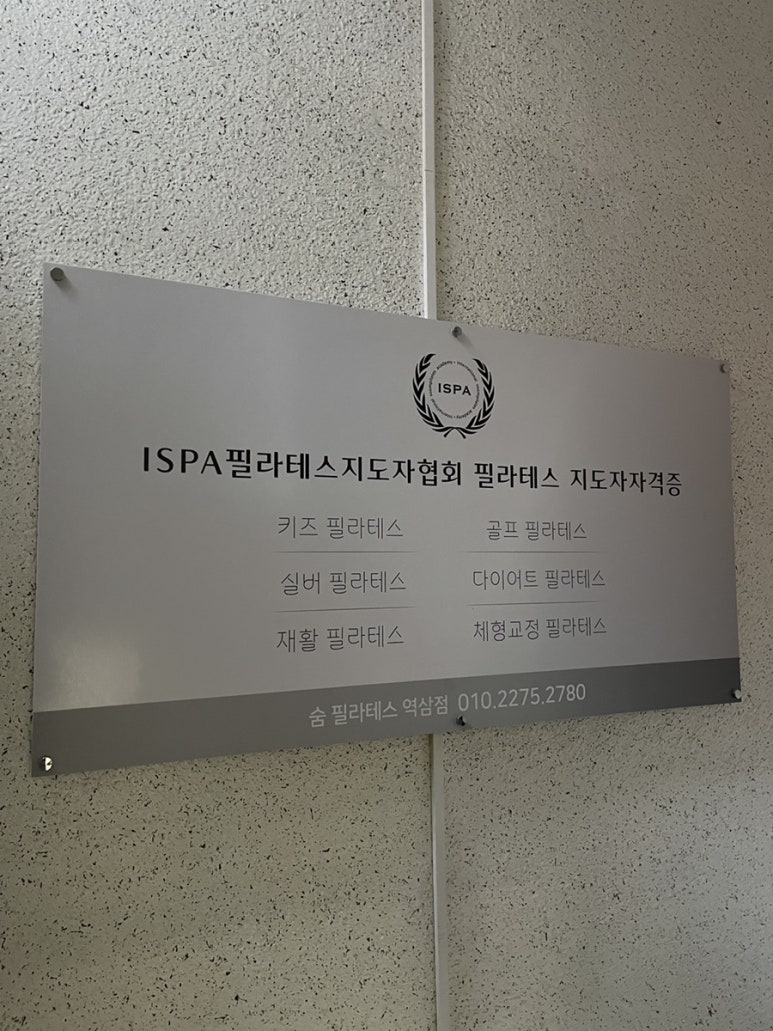 ISPA
ISPA필라테스지도자협회 필라테스 지도자자격증
키즈 필라테스 골프 필라테스
실버 필라테스 다이어트 필라테스
재활 필라테스 체형교정 필라테스
숨 필라테스 역삼점 010.2275.2780